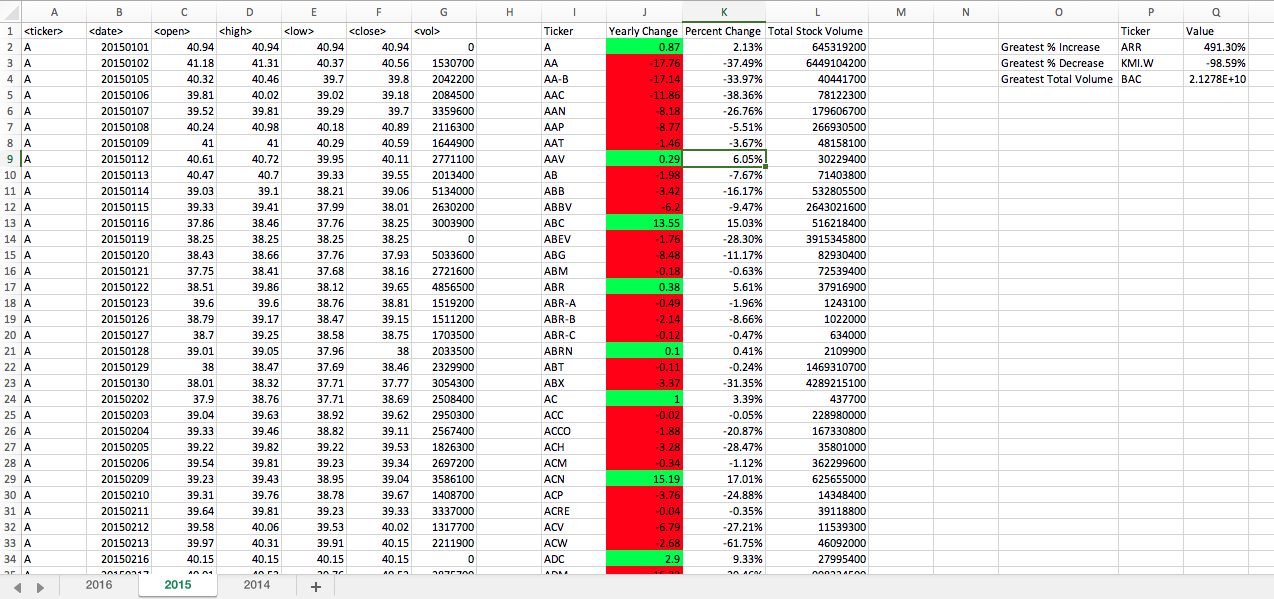 A B C D E F G H I J K L M N O P Q
1 <ticker> <date> <open> <high> <low> <close> <vol> Ticker Yearly Change Percent Change Total Stock Volume Ticker Value
2 A 20150101 40.94 40.94 40.94 40.94 0 A 0.87 2.13% 645319200 Greatest % Increase ARR 491.30%
3 A 20150102 41.18 41.31 40.37 40.56 1530700 AA -17.76 -37.49% 6449104200 Greatest % Decrease KMI.W -98.59%
4 A 20150105 40.32 40.46 39.7 39.8 2042200 AA-B -17.14 -33.97% 40441700 Greatest Total Volume BAC 2.1278E+10
5 A 20150106 39.81 40.02 39.02 39.18 2084500 AAC -11.86 -38.36% 78122300
6 A 20150107 39.52 39.81 39.29 39.7 3359600 AAN -8.18 -26.76% 179606700
7 A 20150108 40.24 40.98 40.18 40.89 2116300 AAP -8.77 -5.51% 266930500
8 A 20150109 41 41 40.29 40.59 1644900 AAT -1.46 -3.67% 48158100
9 A 20150112 40.61 40.72 39.95 40.11 2771100 AAV 0.29 6.05% 30229400
10 A 20150113 40.47 40.7 39.33 39.55 2013400 AB -1.98 -7.67% 71403800
11 A 20150114 39.03 39.1 38.21 39.06 5134000 ABB -3.42 -16.17% 532805500
12 A 20150115 39.33 39.41 37.99 38.01 2630200 ABBV -6.2 -9.47% 2643021600
13 A 20150116 37.86 38.46 37.76 38.25 3003900 ABC 13.55 15.03% 516218400
14 A 20150119 38.25 38.25 38.25 38.25 0 ABEV -1.76 -28.30% 3915345800
15 A 20150120 38.43 38.66 37.76 37.93 5033600 ABG -8.48 -11.17% 82930400
16 A 20150121 37.75 38.41 37.68 38.16 2721600 ABM -0.18 -0.63% 72539400
17 A 20150122 38.51 39.86 38.12 39.65 4856500 ABR 0.38 5.61% 37916900
18 A 20150123 39.6 39.6 38.76 38.81 1519200 ABR-A -0.49 -1.96% 1243100
19 A 20150126 38.79 39.17 38.47 39.15 1511200 ABR-B -2.14 -8.66% 1022000
20 A 20150127 38.7 39.25 38.58 38.75 1703500 ABR-C -0.12 -0.47% 634000
21 A 20150128 39.01 39.05 37.96 38 2033500 ABRN 0.1 0.41% 2109900
22 A 20150129 38 38.47 37.69 38.46 2329900 ABT -0.11 -0.24% 1469310700
23 A 20150130 38.01 38.32 37.71 37.77 3054300 ABX -3.37 -31.35% 4289215100
24 A 20150202 37.9 38.76 37.71 38.69 2508400 AC 1 3.39% 437700
25 A 20150203 39.04 39.63 38.92 39.62 2950300 ACC -0.02 -0.05% 228980000
26 A 20150204 39.33 39.46 38.82 39.11 2567400 ACCO -1.88 -20.87% 167330800
27 A 20150205 39.22 39.82 39.22 39.53 1826300 ACH -3.28 -28.47% 35801000
28 A 20150206 39.54 39.81 39.23 39.34 2697200 ACM -0.34 -1.12% 362299600
29 A 20150209 39.23 39.43 38.95 39.04 3586100 ACN 15.19 17.01% 625655000
30 A 20150210 39.31 39.76 38.78 39.67 1408700 ACP -3.76 -24.88% 14348400
31 A 20150211 39.64 39.81 39.23 39.33 3337000 ACRE -0.04 -0.35% 39118800
32 A 20150212 39.58 40.06 39.53 40.02 1317700 ACV -6.79 -27.21% 11539300
33 A 20150213 39.97 40.31 39.91 40.15 2211900 ACW -2.68 -61.75% 46092000
34 A 20150216 40.15 40.15 40.15 40.15 0 ADC 2.9 9.33% 27995400
2016 2015 2014